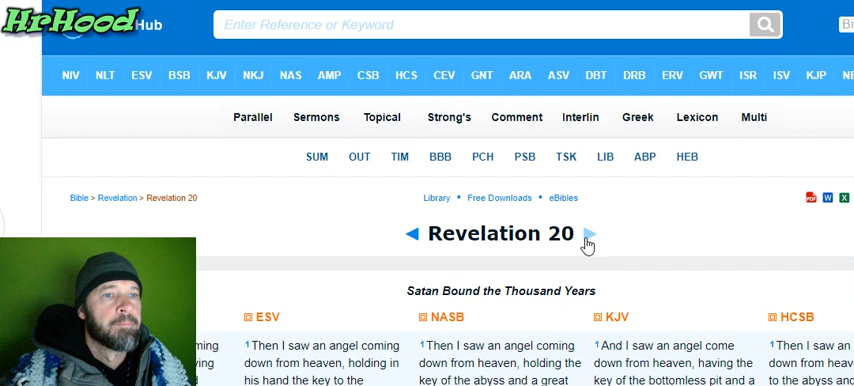 HrHood
Hub
Enter Reference or Keyword
NIV NLT ESV BSB KJV NKJ NAS AMP CSB HCS CEV GNT ARA ASV DBT DRB ERV GWT ISR ISV KJP
Parallel Sermons Topical Strong's Comment Interlin Greek Lexicon Multi
SUM OUT TIM BBB PCH PSB TSK LIB ABP HEB
Bible > Revelation > Revelation 20
Library • Free Downloads • eBibles
◄ Revelation 20 ►
Satan Bound the Thousand Years
ESV NASB KJV HCSB
1 Then I saw an angel coming 1 Then I saw an angel coming 1 And I saw an angel come 1 Then I saw an
down from heaven, holding in down from heaven, holding the down from heaven, having the down from heaven
his hand the key to the key of the abyss and a great key of the bottomless pit and a to the abyss and